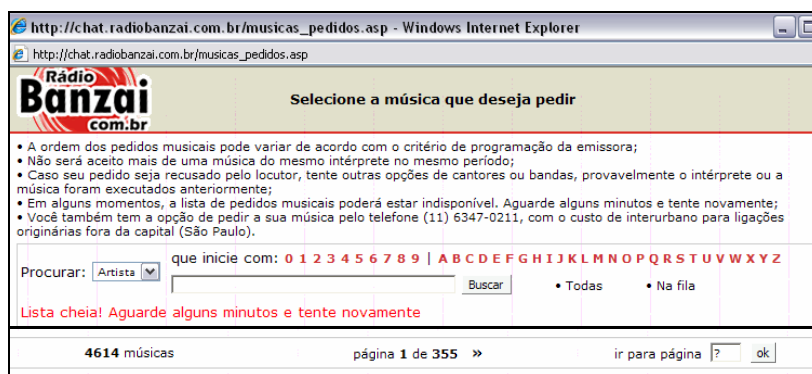 http://chat.radiobanzai.com.br/musicas_pedidos.asp - Windows Internet Explorer
http://chat.radiobanzai.com.br/musicas_pedidos.asp
Rádio
Banzai
com.br
Selecione a música que deseja pedir
• A ordem dos pedidos musicais pode variar de acordo com o critério de programação da emissora;
• Não será aceito mais de uma música do mesmo intérprete no mesmo período;
• Caso seu pedido seja recusado pelo locutor, tente outras opções de cantores ou bandas, provavelmente o intérprete ou a
música foram executados anteriormente;
• Em alguns momentos, a lista de pedidos musicais poderá estar indisponível. Aguarde alguns minutos e tente novamente;
• Você também tem a opção de pedir a sua música pelo telefone (11) 6347-0211, com o custo de interurbano para ligações
originárias fora da capital (São Paulo).
que inicie com: 0 1 2 3 4 5 6 7 8 9 | A B C D E F G H I J K L M N O P Q R S T U V W X Y Z
Procurar: Artista
Buscar • Todas • Na fila
Lista cheia! Aguarde alguns minutos e tente novamente
4614 músicas página 1 de 355 » ir para página ? ok